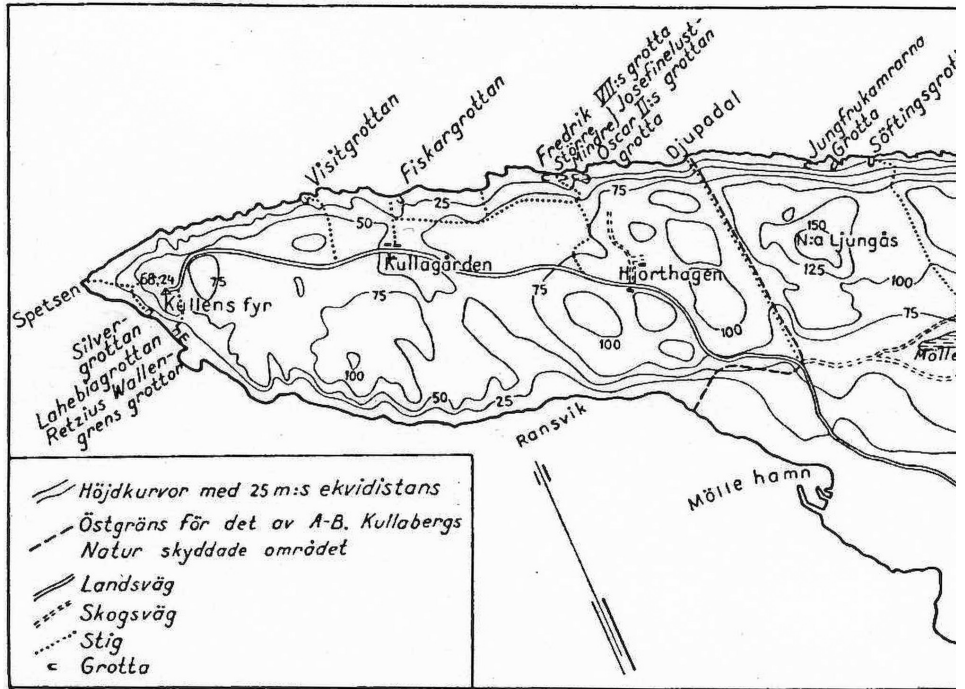 Spetsen
Visitgrottan
Fiskargrottan
Fredrik VII:s grotta
Större } Josefinelust-
Mindre } grottan
Oscar II:s
grotta
Djupadal
Jungfrukamrarna
Grotta
Söftingsgrott
25
50
75
75
150
N:a Ljungås
125
100
75
68,24
75
Kullens fyr
Kullagården
Hjorthagen
75
75
100
100
100
50
25
Mölle
Silver-
grottan
Lahebiagrottan
Retzius Wallen-
grens grottor
Ransvik
Mölle hamn
Höjdkurvor med 25 m:s ekvidistans
Östgräns för det av A-B. Kullabergs
Natur skyddade området
Landsväg
Skogsväg
Stig
Grotta